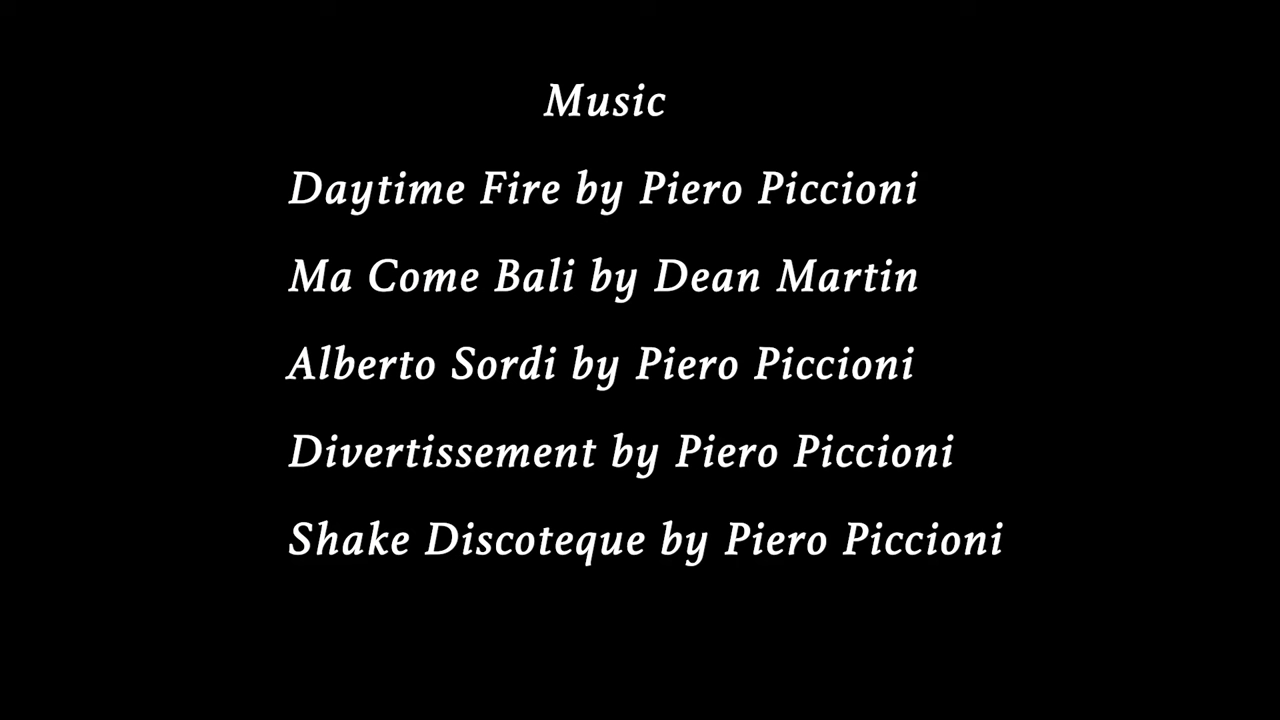 Music
Daytime Fire by Piero Piccioni
Ma Come Bali by Dean Martin
Alberto Sordi by Piero Piccioni
Divertissement by Piero Piccioni
Shake Discoteque by Piero Piccioni